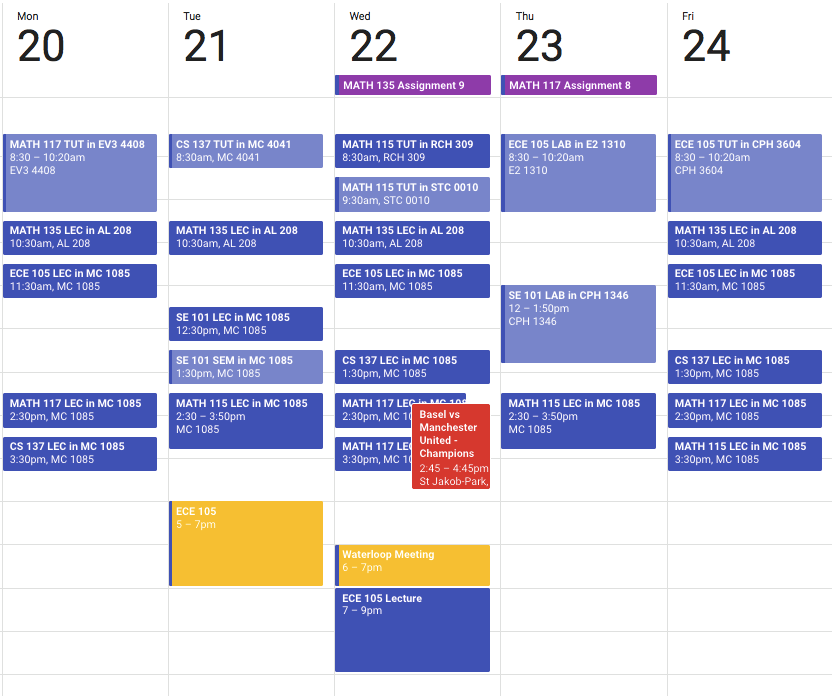 Mon
20
MATH 117 TUT in EV3 4408
8:30 – 10:20am
EV3 4408
MATH 135 LEC in AL 208
10:30am, AL 208
ECE 105 LEC in MC 1085
11:30am, MC 1085
MATH 117 LEC in MC 1085
2:30pm, MC 1085
CS 137 LEC in MC 1085
3:30pm, MC 1085
Tue
21
CS 137 TUT in MC 4041
8:30am, MC 4041
MATH 135 LEC in AL 208
10:30am, AL 208
SE 101 LEC in MC 1085
12:30pm, MC 1085
SE 101 SEM in MC 1085
1:30pm, MC 1085
MATH 115 LEC in MC 1085
2:30 – 3:50pm
MC 1085
ECE 105
5 – 7pm
Wed
22
MATH 135 Assignment 9
MATH 115 TUT in RCH 309
8:30am, RCH 309
MATH 115 TUT in STC 0010
9:30am, STC 0010
MATH 135 LEC in AL 208
10:30am, AL 208
ECE 105 LEC in MC 1085
11:30am, MC 1085
CS 137 LEC in MC 1085
1:30pm, MC 1085
MATH 117 LEC in MC 108
2:30pm, MC 10
MATH 117 LEC
3:30pm, MC 1
Basel vs
Manchester
United -
Champions
2:45 – 4:45pm
St Jakob-Park,
Waterloop Meeting
6 – 7pm
ECE 105 Lecture
7 – 9pm
Thu
23
MATH 117 Assignment 8
ECE 105 LAB in E2 1310
8:30 – 10:20am
E2 1310
SE 101 LAB in CPH 1346
12 – 1:50pm
CPH 1346
MATH 115 LEC in MC 1085
2:30 – 3:50pm
MC 1085
Fri
24
ECE 105 TUT in CPH 3604
8:30 – 10:20am
CPH 3604
MATH 135 LEC in AL 208
10:30am, AL 208
ECE 105 LEC in MC 1085
11:30am, MC 1085
CS 137 LEC in MC 1085
1:30pm, MC 1085
MATH 117 LEC in MC 1085
2:30pm, MC 1085
MATH 115 LEC in MC 1085
3:30pm, MC 1085